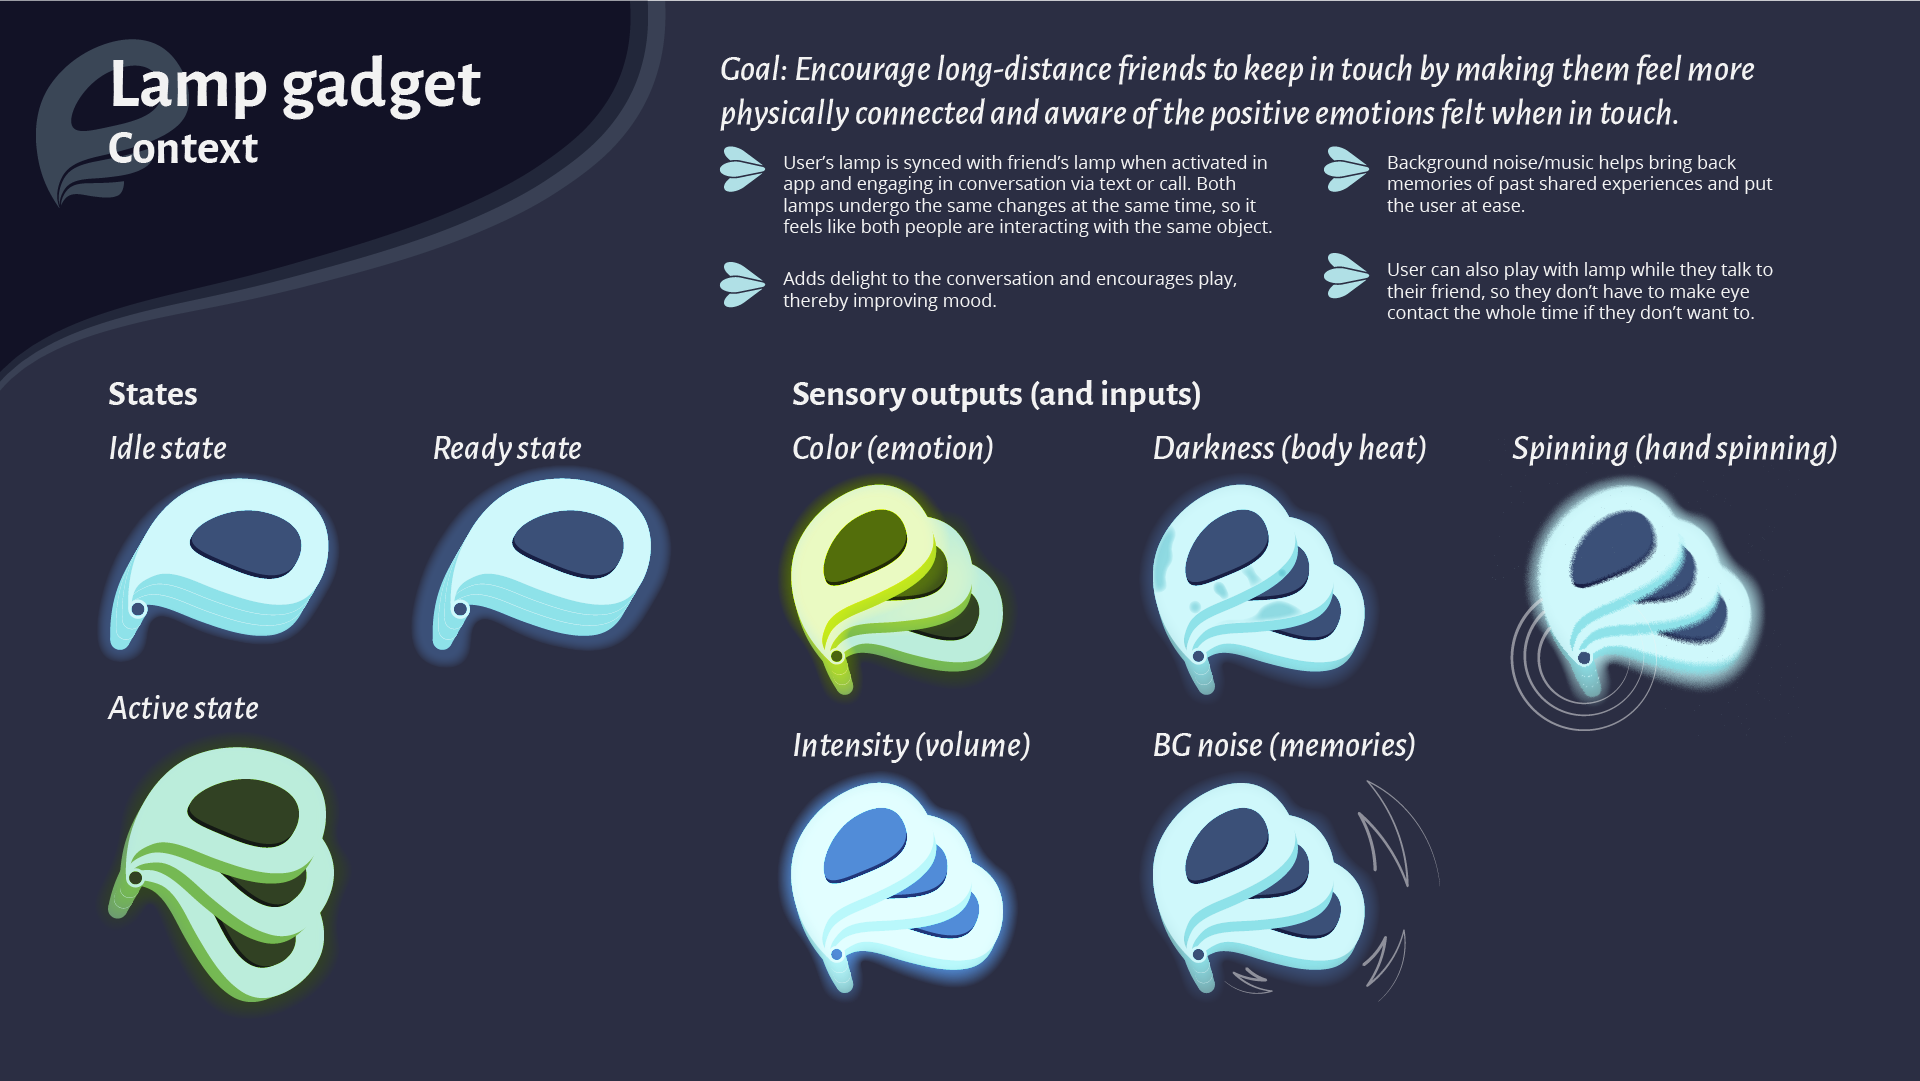 Lamp gadget
Context
Goal: Encourage long-distance friends to keep in touch by making them feel more
physically connected and aware of the positive emotions felt when in touch.
User’s lamp is synced with friend’s lamp when activated in
app and engaging in conversation via text or call. Both
lamps undergo the same changes at the same time, so it
feels like both people are interacting with the same object.
Adds delight to the conversation and encourages play,
thereby improving mood.
Background noise/music helps bring back
memories of past shared experiences and put
the user at ease.
User can also play with lamp while they talk to
their friend, so they don’t have to make eye
contact the whole time if they don’t want to.
States
Idle state
Ready state
Active state
Sensory outputs (and inputs)
Color (emotion)
Darkness (body heat)
Spinning (hand spinning)
Intensity (volume)
BG noise (memories)